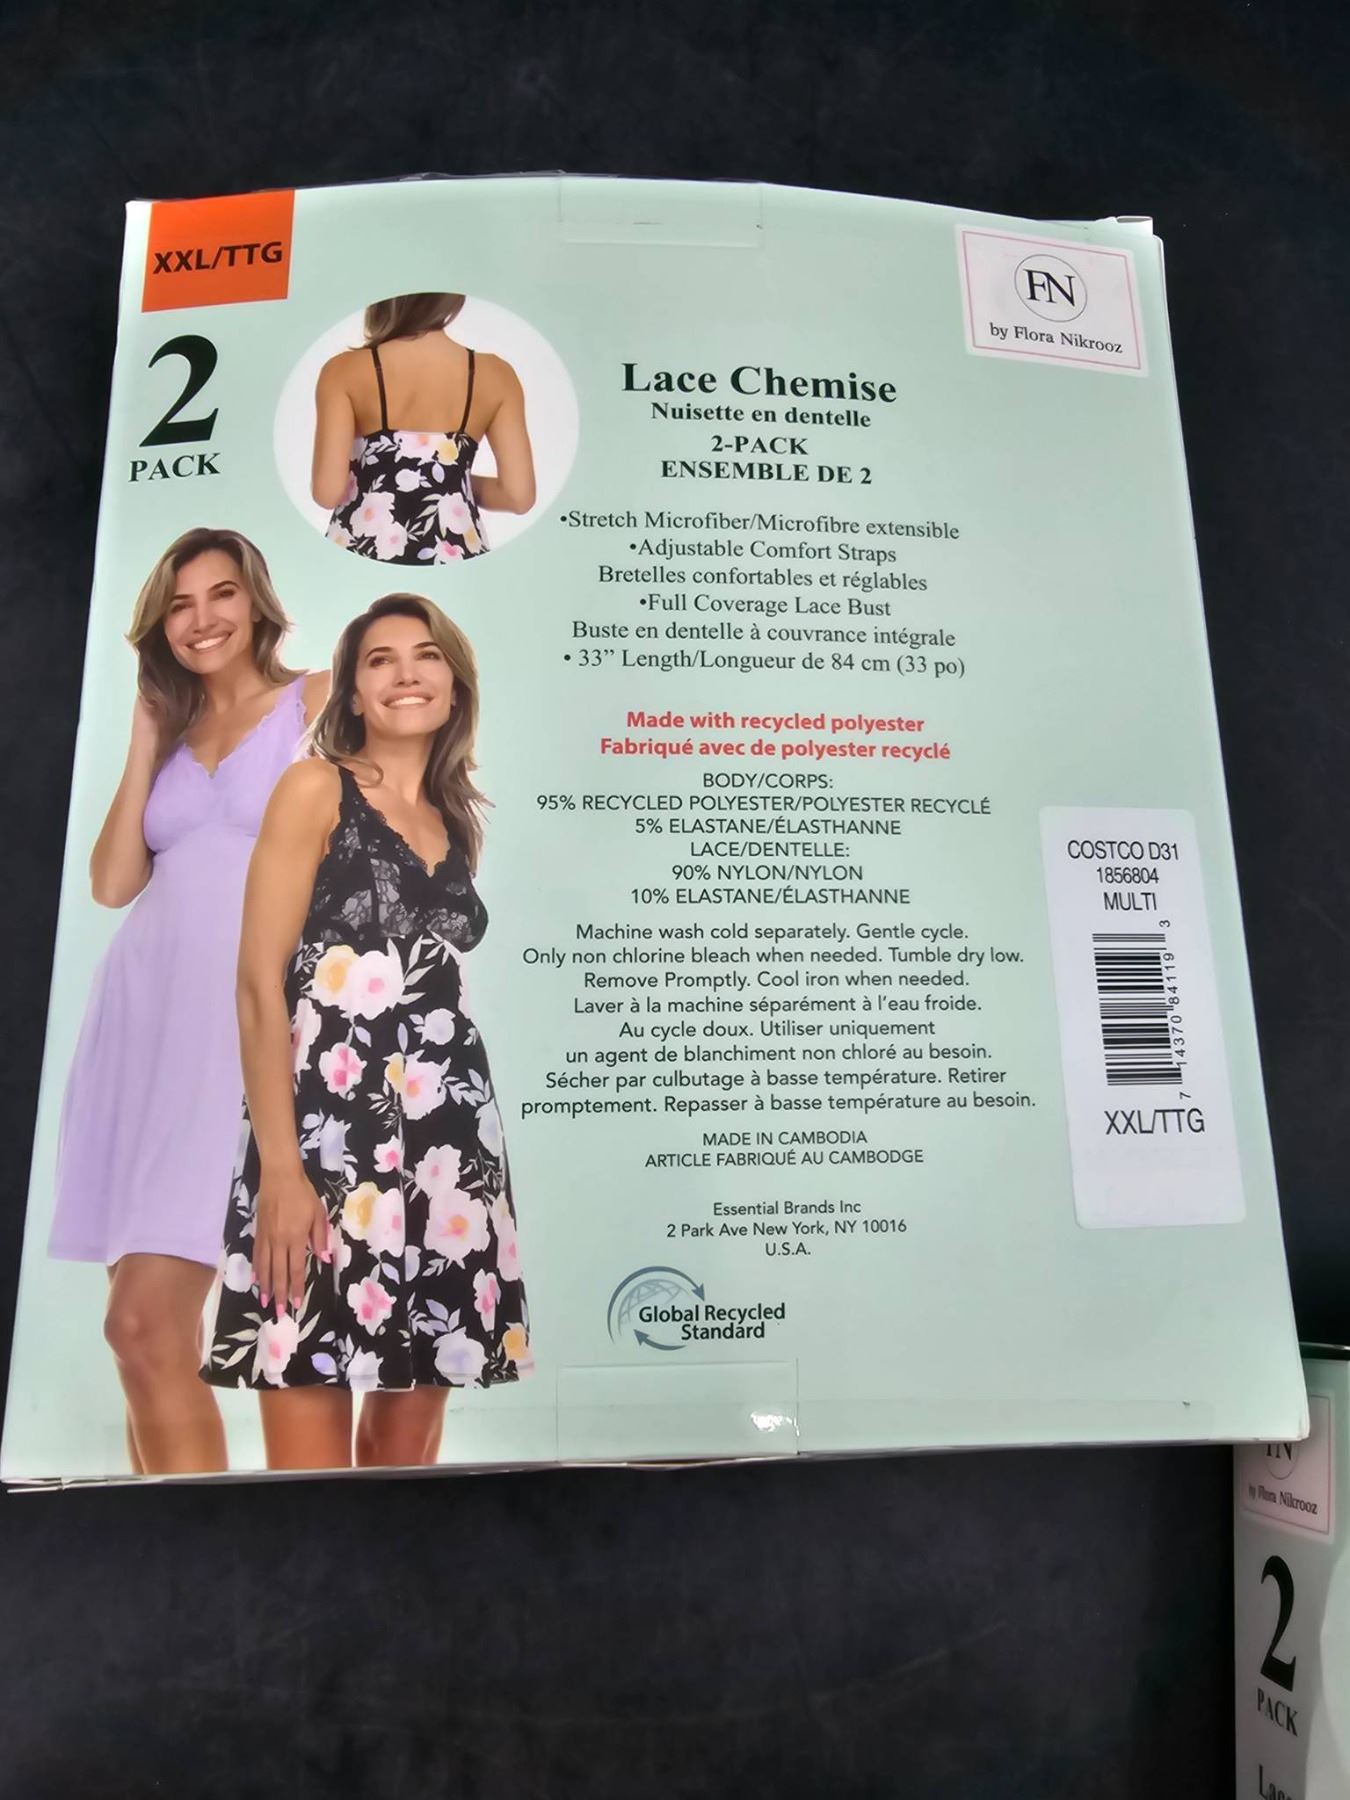 XXL/TTG
2
PACK
FN
by Flora Nikrooz
Lace Chemise
Nuisette en dentelle
2-PACK
ENSEMBLE DE 2
•Stretch Microfiber/Microfibre extensible
•Adjustable Comfort Straps
Bretelles confortables et réglables
•Full Coverage Lace Bust
Buste en dentelle à couvrance intégrale
• 33” Length/Longueur de 84 cm (33 po)
Made with recycled polyester
Fabriqué avec de polyester recyclé
BODY/CORPS:
95% RECYCLED POLYESTER/POLYESTER RECYCLÉ
5% ELASTANE/ÉLASTHANNE
LACE/DENTELLE:
90% NYLON/NYLON
10% ELASTANE/ÉLASTHANNE
Machine wash cold separately. Gentle cycle.
Only non chlorine bleach when needed. Tumble dry low.
Remove Promptly. Cool iron when needed.
Laver à la machine séparément à l’eau froide.
Au cycle doux. Utiliser uniquement
un agent de blanchiment non chloré au besoin.
Sécher par culbutage à basse température. Retirer
promptement. Repasser à basse température au besoin.
MADE IN CAMBODIA
ARTICLE FABRIQUÉ AU CAMBODGE
Essential Brands Inc
2 Park Ave New York, NY 10016
U.S.A.
Global Recycled
Standard
COSTCO D31
1856804
MULTI
7 14370 84119 3
XXL/TTG
FN
by Flora Nikrooz
2
PACK